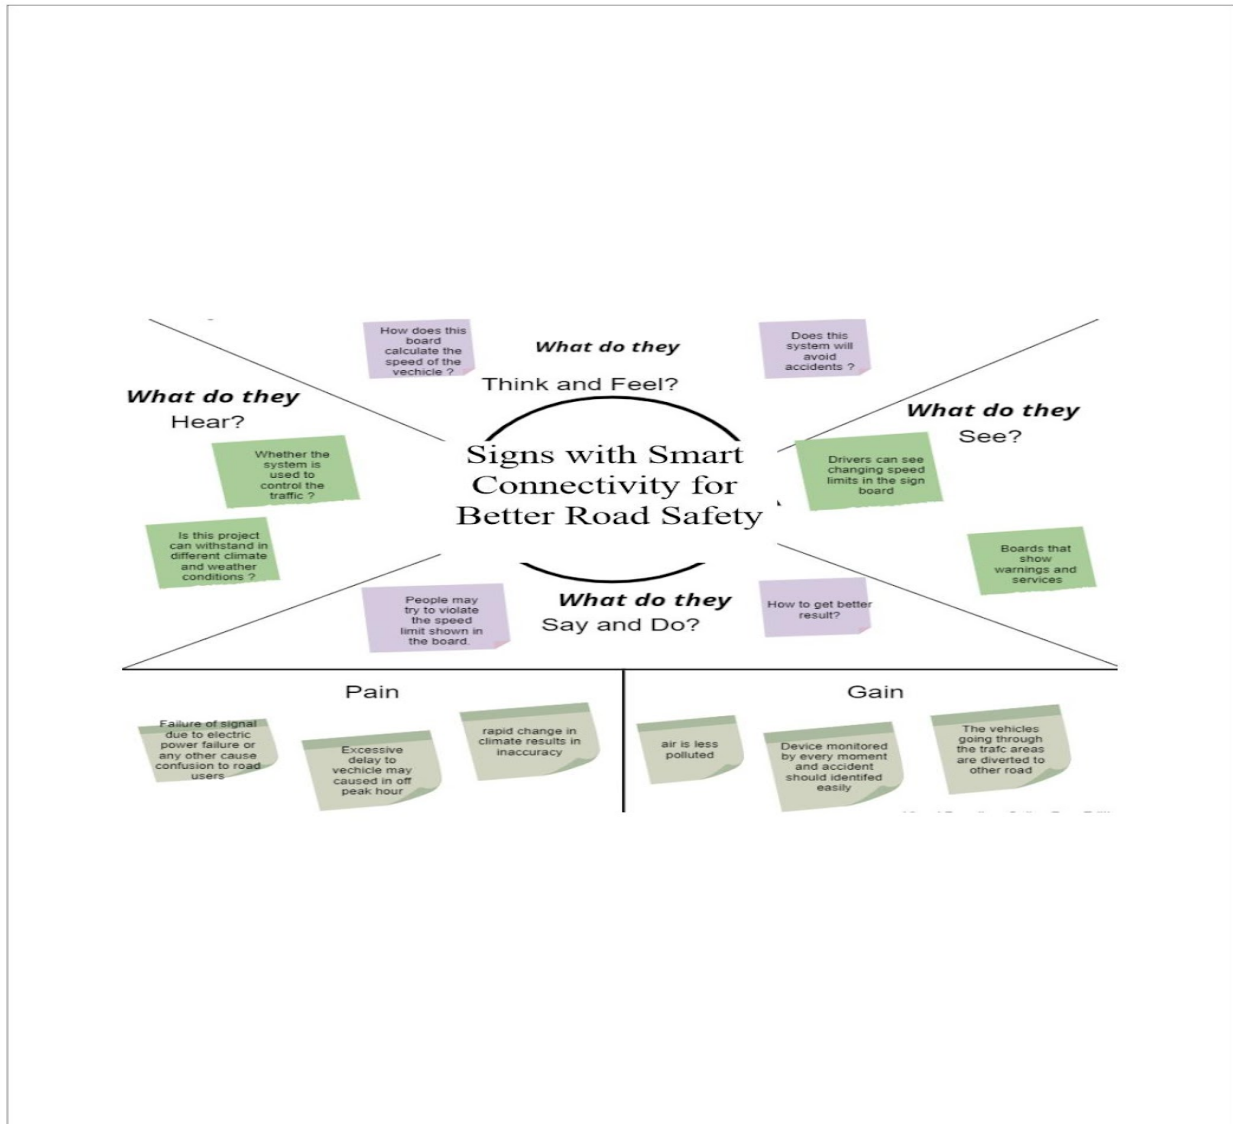 How does this
board
calculate the
speed of the
vechicle ?
What do they
Think and Feel?
Does this
system will
avoid
accidents ?
What do they
Hear?
Whether the
system is
used to
control the
traffic ?
Is this project
can withstand in
different climate
and weather
conditions ?
Signs with Smart
Connectivity for
Better Road Safety
What do they
See?
Drivers can see
changing speed
limits in the sign
board
Boards that
show
warnings and
services
People may
try to violate
the speed
limit shown in
the board.
What do they
Say and Do?
How to get better
result?
Pain
Failure of signal
due to electric
power failure or
any other cause
confusion to road
users
Excessive
delay to
vechicle may
caused in off
peak hour
rapid change in
climate results in
inaccuracy
Gain
air is less
polluted
Device monitored
by every moment
and accident
should identifed
easily
The vehicles
going through
the trafc areas
are diverted to
other road